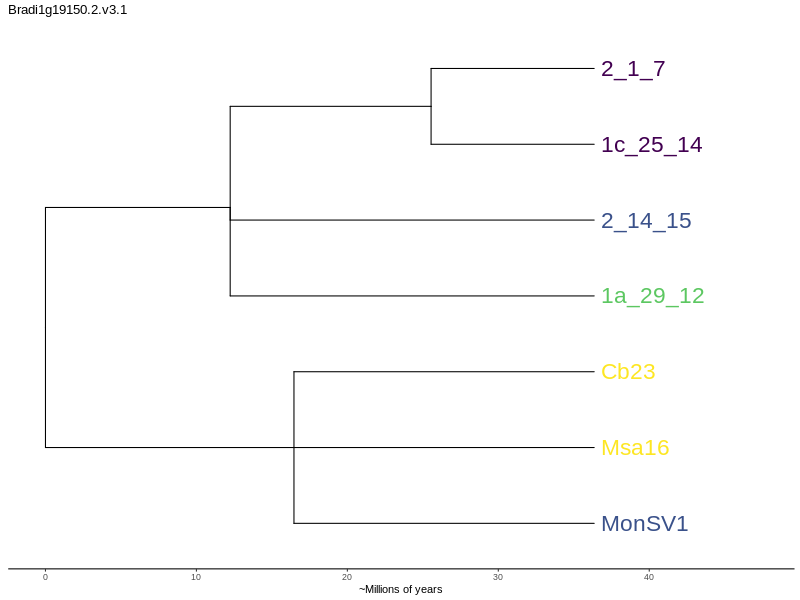 Bradi1g19150.2.v3.1
2_1_7
1c_25_14
2_14_15
1a_29_12
Cb23
Msa16
MonSV1
0 10 20 30 40
~Millions of years